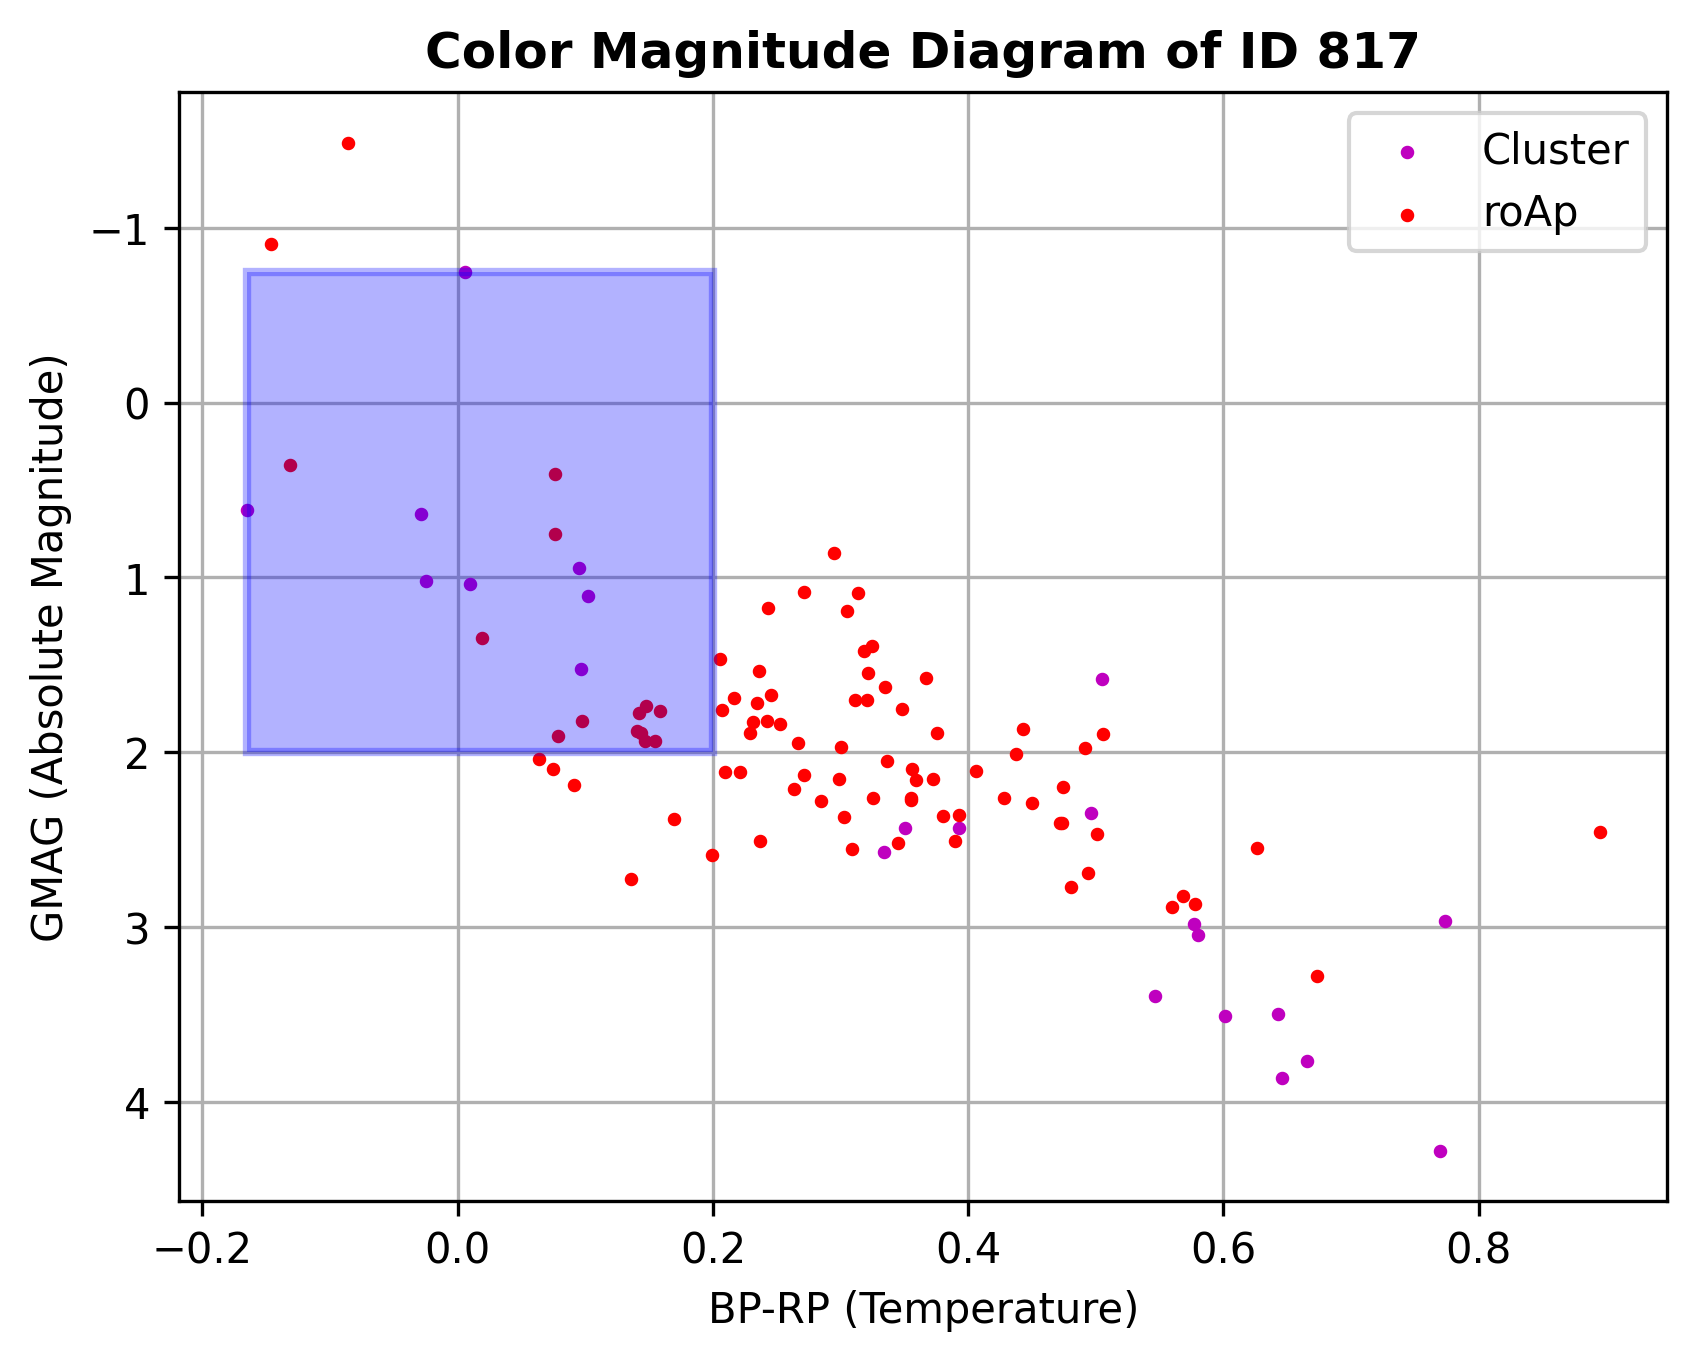 Color Magnitude Diagram of ID 817
Cluster
roAp
GMAG (Absolute Magnitude)
−1
0
1
2
3
4
−0.2 0.0 0.2 0.4 0.6 0.8
BP-RP (Temperature)